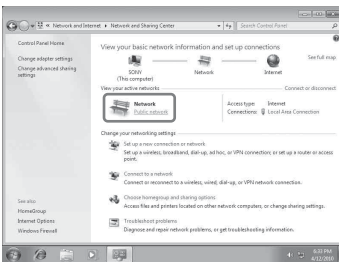 « Network and Internet ▸ Network and Sharing Center
Search Control Panel
Control Panel Home
Change adapter settings
Change advanced sharing
settings
View your basic network information and set up connections
See full map
SONY
(This computer)
Network
Internet
View your active networks
Connect or disconnect
Network
Public network
Access type: Internet
Connections: Local Area Connection
Change your networking settings
Set up a new connection or network
Set up a wireless, broadband, dial-up, ad hoc, or VPN connection; or set up a router or access
point.
Connect to a network
Connect or reconnect to a wireless, wired, dial-up, or VPN network connection.
Choose homegroup and sharing options
Access files and printers located on other network computers, or change sharing settings.
Troubleshoot problems
Diagnose and repair network problems, or get troubleshooting information.
See also
HomeGroup
Internet Options
Windows Firewall
6:33 PM
4/12/2010